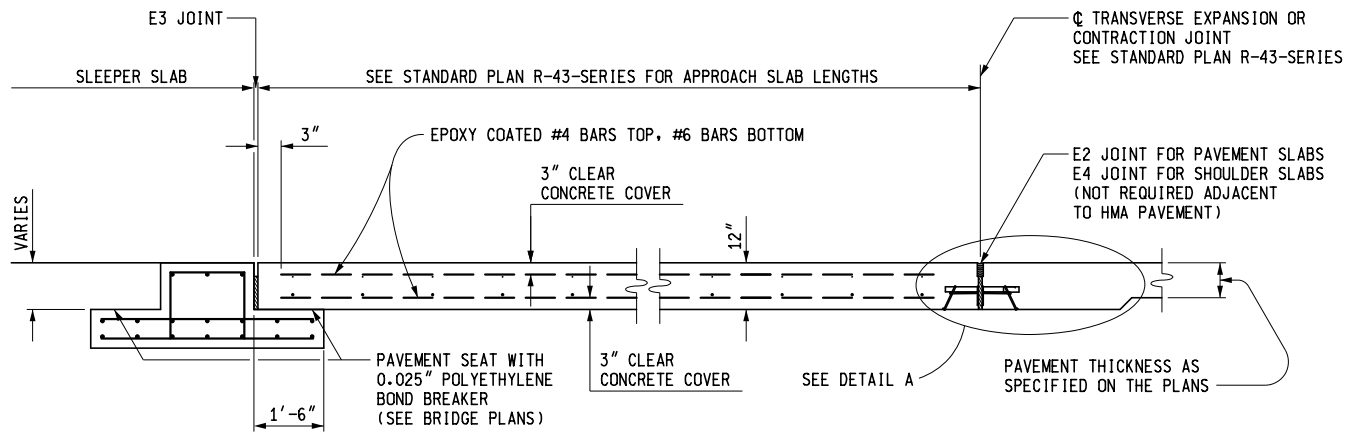 E3 JOINT
℄ TRANSVERSE EXPANSION OR
CONTRACTION JOINT
SEE STANDARD PLAN R-43-SERIES
SLEEPER SLAB
SEE STANDARD PLAN R-43-SERIES FOR APPROACH SLAB LENGTHS
3"
EPOXY COATED #4 BARS TOP, #6 BARS BOTTOM
3" CLEAR
CONCRETE COVER
E2 JOINT FOR PAVEMENT SLABS
E4 JOINT FOR SHOULDER SLABS
(NOT REQUIRED ADJACENT
TO HMA PAVEMENT)
VARIES
12"
PAVEMENT SEAT WITH
0.025" POLYETHYLENE
BOND BREAKER
(SEE BRIDGE PLANS)
3" CLEAR
CONCRETE COVER
SEE DETAIL A
PAVEMENT THICKNESS AS
SPECIFIED ON THE PLANS
1'-6"